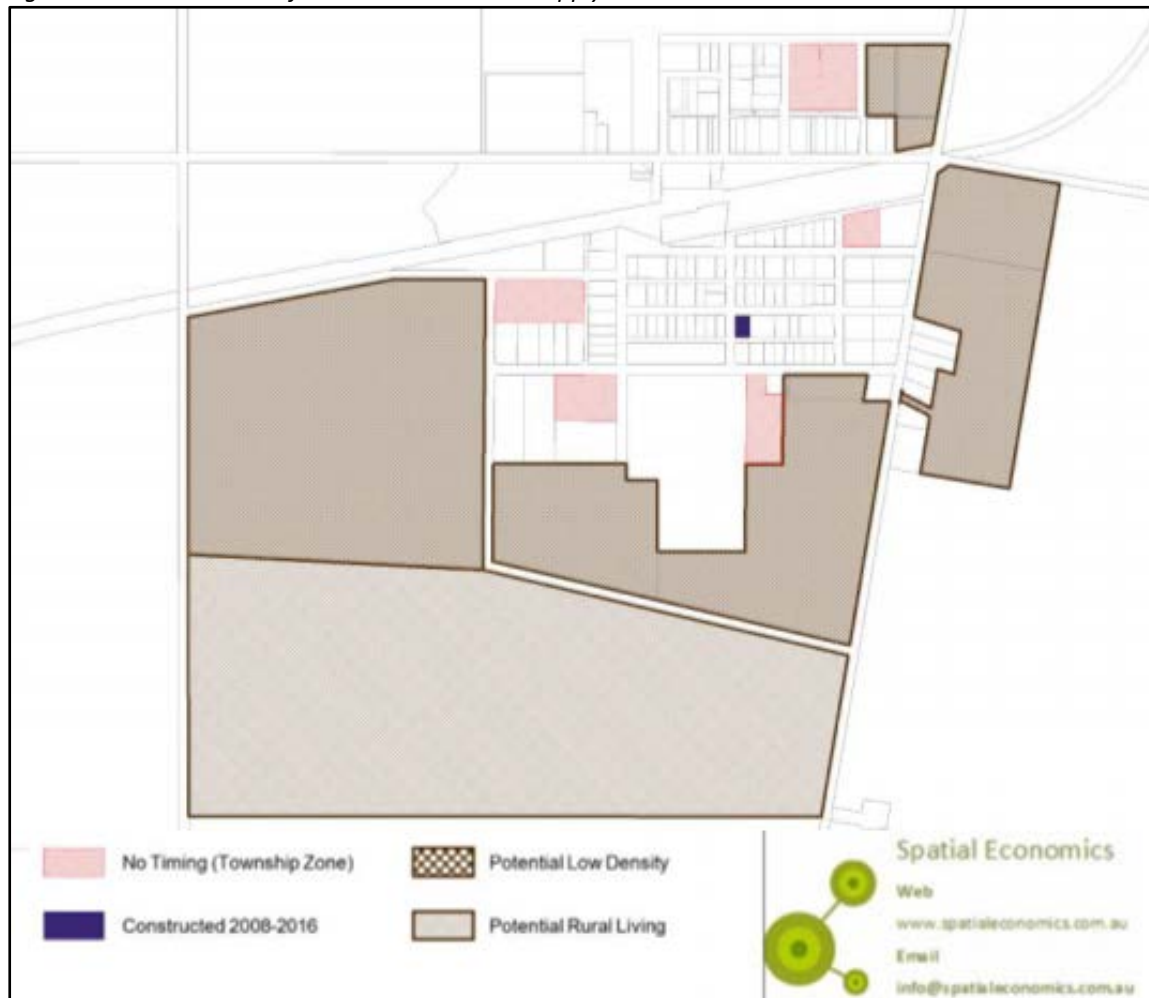 No Timing (Township Zone)
Potential Low Density
Constructed 2008-2016
Potential Rural Living
Spatial Economics
Web
www.spatialeconomics.com.au
Email
info@spatialeconomics.com.au